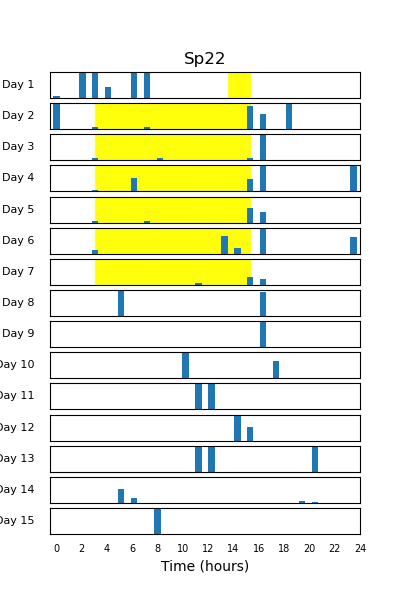 Sp22
Day 1
Day 2
Day 3
Day 4
Day 5
Day 6
Day 7
Day 8
Day 9
Day 10
Day 11
Day 12
Day 13
Day 14
Day 15
0 2 4 6 8 10 12 14 16 18 20 22 24
Time (hours)